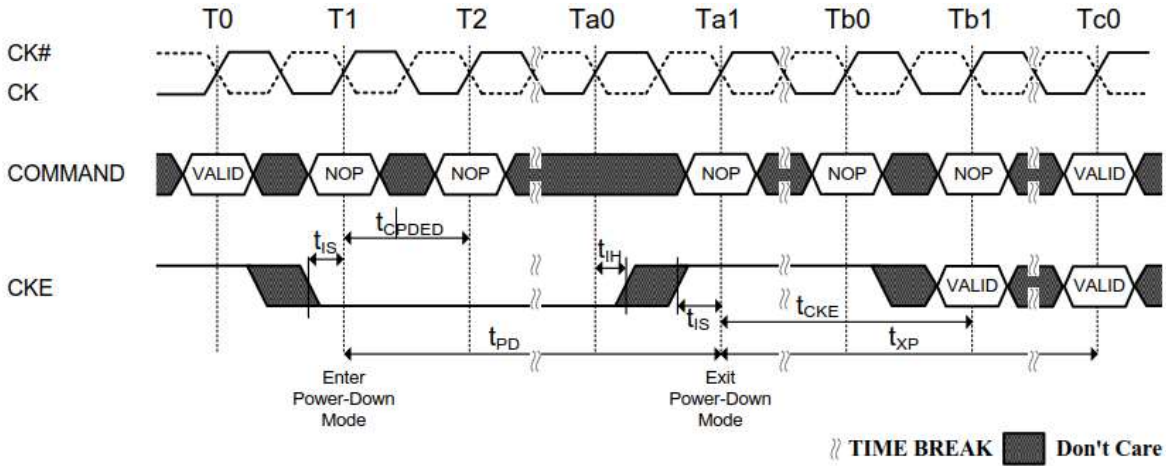 T0 T1 T2 Ta0 Ta1 Tb0 Tb1 Tc0
CK#
CK
COMMAND VALID NOP NOP NOP NOP NOP VALID
tCPDED
tIS tIH
CKE VALID VALID
tIS tCKE
tPD tXP
Enter Exit
Power-Down Power-Down
Mode Mode
TIME BREAK Don't Care